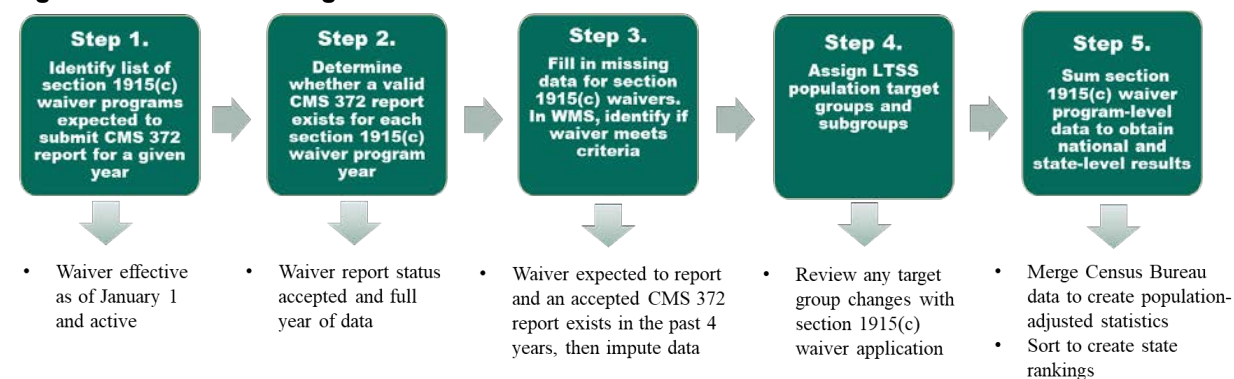 Step 1.
Identify list of
section 1915(c)
waiver programs
expected to
submit CMS 372
report for a given
year
Step 2.
Determine
whether a valid
CMS 372 report
exists for each
section 1915(c)
waiver program
year
Step 3.
Fill in missing
data for section
1915(c) waivers.
In WMS, identify if
waiver meets
criteria
Step 4.
Assign LTSS
population target
groups and
subgroups
Step 5.
Sum section
1915(c) waiver
program-level
data to obtain
national and
state-level results
• Waiver effective
as of January 1
and active
• Waiver report status
accepted and full
year of data
• Waiver expected to report
and an accepted CMS 372
report exists in the past 4
years, then impute data
• Review any target
group changes with
section 1915(c)
waiver application
• Merge Census Bureau
data to create population-
adjusted statistics
• Sort to create state
rankings